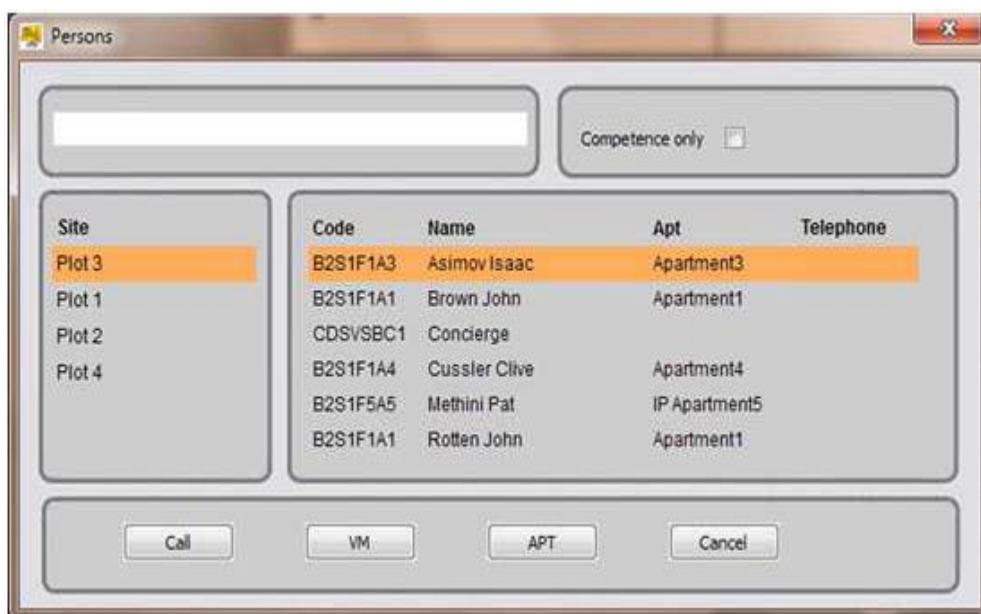 Persons
Competence only
Site
Plot 3
Plot 1
Plot 2
Plot 4
Code Name Apt Telephone
B2S1F1A3 Asimov Isaac Apartment3
B2S1F1A1 Brown John Apartment1
CDSVSBC1 Concierge
B2S1F1A4 Cussler Clive Apartment4
B2S1F5A5 Methini Pat IP Apartment5
B2S1F1A1 Rotten John Apartment1
Call VM APT Cancel